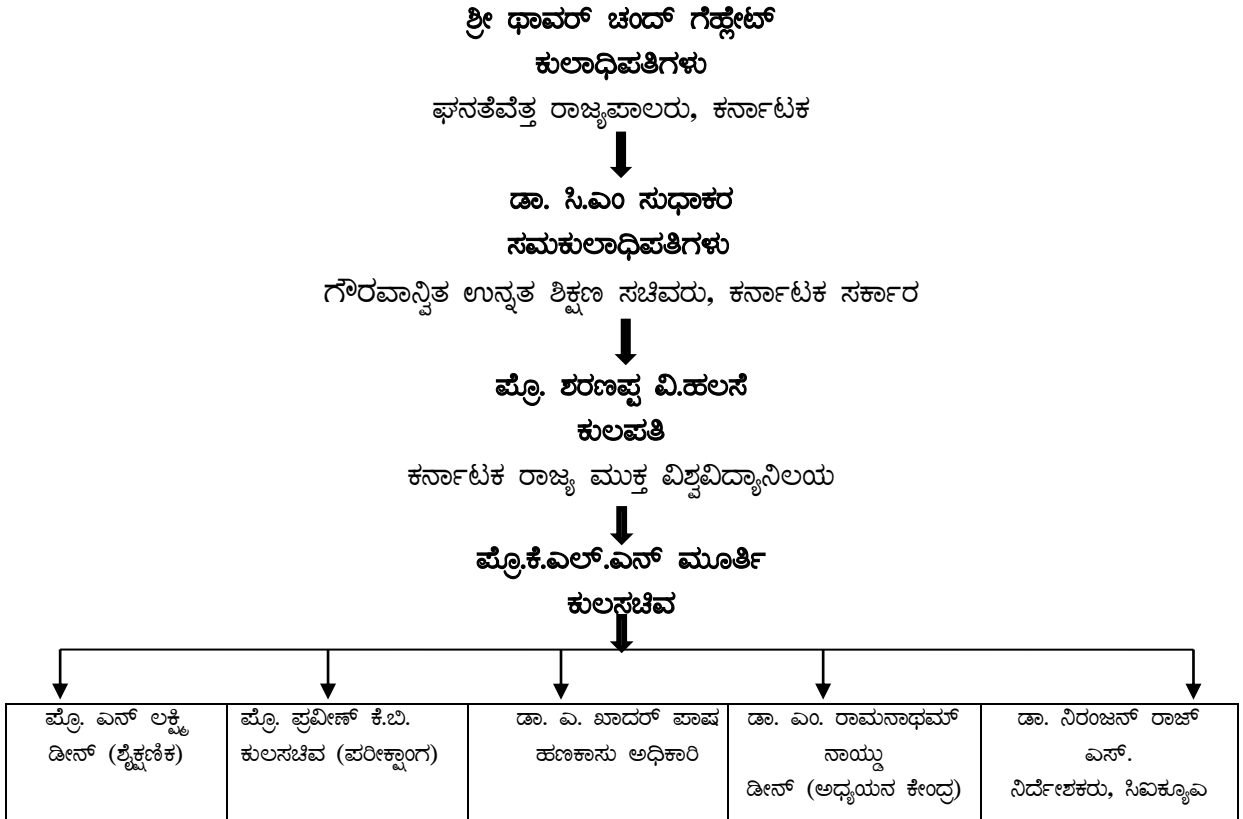 ಶ್ರೀ ಥಾವರ್ ಚಂದ್ ಗೆಹ್ಲೋಟ್
ಕುಲಾಧಿಪತಿಗಳು
ಘನತೆವೆತ್ತ ರಾಜ್ಯಪಾಲರು, ಕರ್ನಾಟಕ
ಡಾ. ಸಿ.ಎಂ ಸುಧಾಕರ
ಸಮಕುಲಾಧಿಪತಿಗಳು
ಗೌರವಾನ್ವಿತ ಉನ್ನತ ಶಿಕ್ಷಣ ಸಚಿವರು, ಕರ್ನಾಟಕ ಸರ್ಕಾರ
ಪ್ರೊ. ಶರಣಪ್ಪ ವಿ.ಹಲಸೆ
ಕುಲಪತಿ
ಕರ್ನಾಟಕ ರಾಜ್ಯ ಮುಕ್ತ ವಿಶ್ವವಿದ್ಯಾನಿಲಯ
ಪ್ರೊ.ಕೆ.ಎಲ್.ಎನ್ ಮೂರ್ತಿ
ಕುಲಸಚಿವ
ಪ್ರೊ. ಎನ್ ಲಕ್ಷ್ಮಿ
ಡೀನ್ (ಶೈಕ್ಷಣಿಕ)
ಪ್ರೊ. ಪ್ರವೀಣ್ ಕೆ.ಬಿ.
ಕುಲಸಚಿವ (ಪರೀಕ್ಷಾಂಗ)
ಡಾ. ಎ. ಖಾದರ್ ಪಾಷ
ಹಣಕಾಸು ಅಧಿಕಾರಿ
ಡಾ. ಎಂ. ರಾಮನಾಥಮ್
ನಾಯ್ಡು
ಡೀನ್ (ಅಧ್ಯಯನ ಕೇಂದ್ರ)
ಡಾ. ನಿರಂಜನ್ ರಾಜ್
ಎಸ್.
ನಿರ್ದೇಶಕರು, ಸಿಐಕ್ಯೂಎ